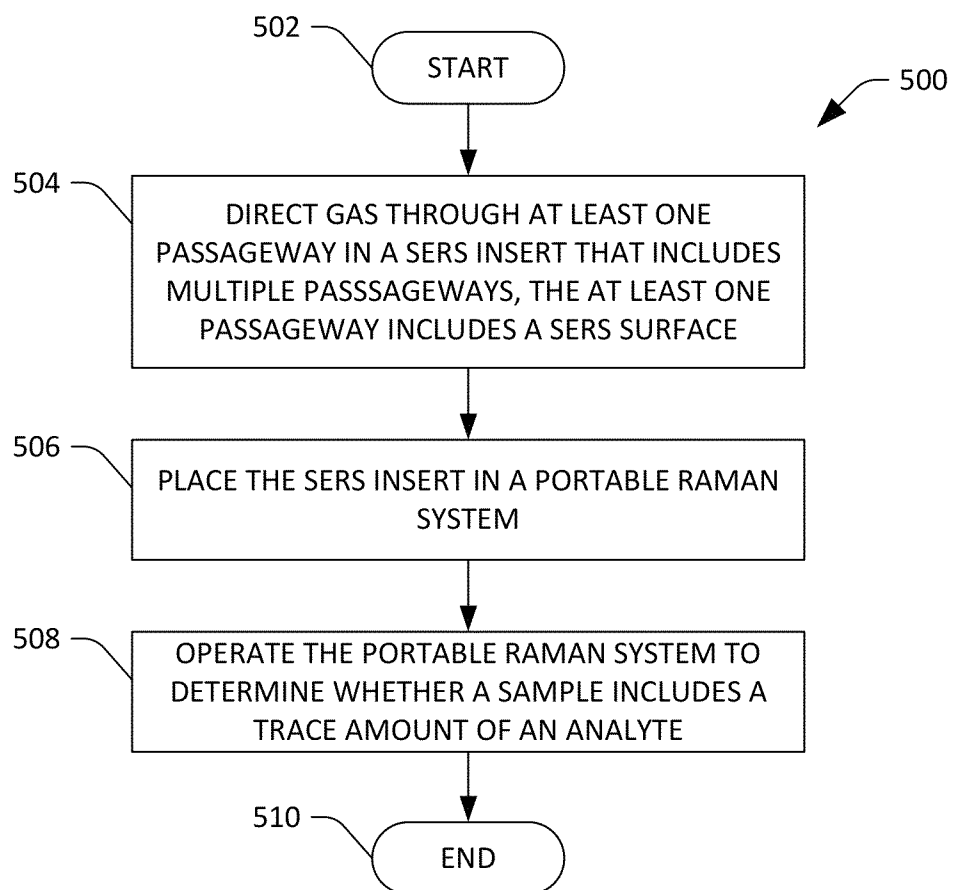 502
START
500
504
DIRECT GAS THROUGH AT LEAST ONE
PASSAGEWAY IN A SERS INSERT THAT INCLUDES
MULTIPLE PASSSAGEWAYS, THE AT LEAST ONE
PASSAGEWAY INCLUDES A SERS SURFACE
506
PLACE THE SERS INSERT IN A PORTABLE RAMAN
SYSTEM
508
OPERATE THE PORTABLE RAMAN SYSTEM TO
DETERMINE WHETHER A SAMPLE INCLUDES A
TRACE AMOUNT OF AN ANALYTE
510
END